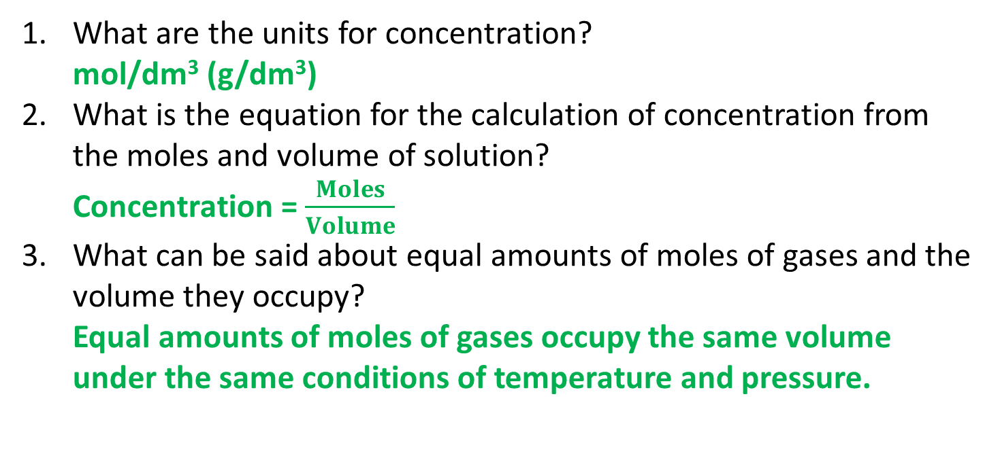 1. What are the units for concentration?
mol/dm³ (g/dm³)
2. What is the equation for the calculation of concentration from
the moles and volume of solution?
Concentration = Moles/Volume
3. What can be said about equal amounts of moles of gases and the
volume they occupy?
Equal amounts of moles of gases occupy the same volume
under the same conditions of temperature and pressure.